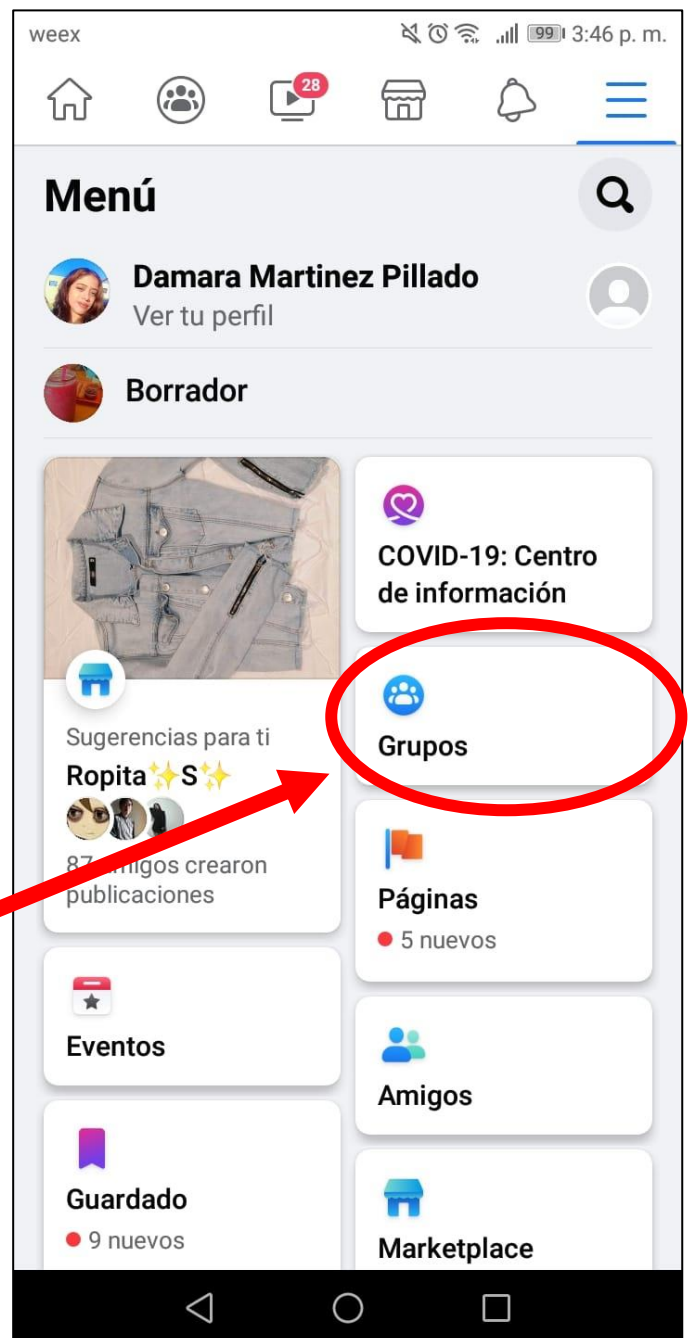 weex 99 3:46 p. m.
28
Menú
Damara Martinez Pillado
Ver tu perfil
Borrador
Sugerencias para ti
Ropita✨S✨
87 amigos crearon
publicaciones
Eventos
Guardado
9 nuevos
COVID-19: Centro
de información
Grupos
Páginas
5 nuevos
Amigos
Marketplace